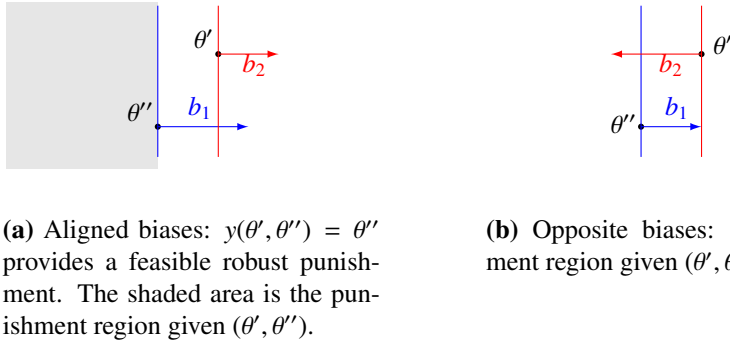 θ′
b₂
θ″
b₁
θ′
b₂
θ″
b₁
(a) Aligned biases: y(θ′, θ″) = θ″
provides a feasible robust punish-
ment. The shaded area is the pun-
ishment region given (θ′, θ″).
(b) Opposite biases:
ment region given (θ′,